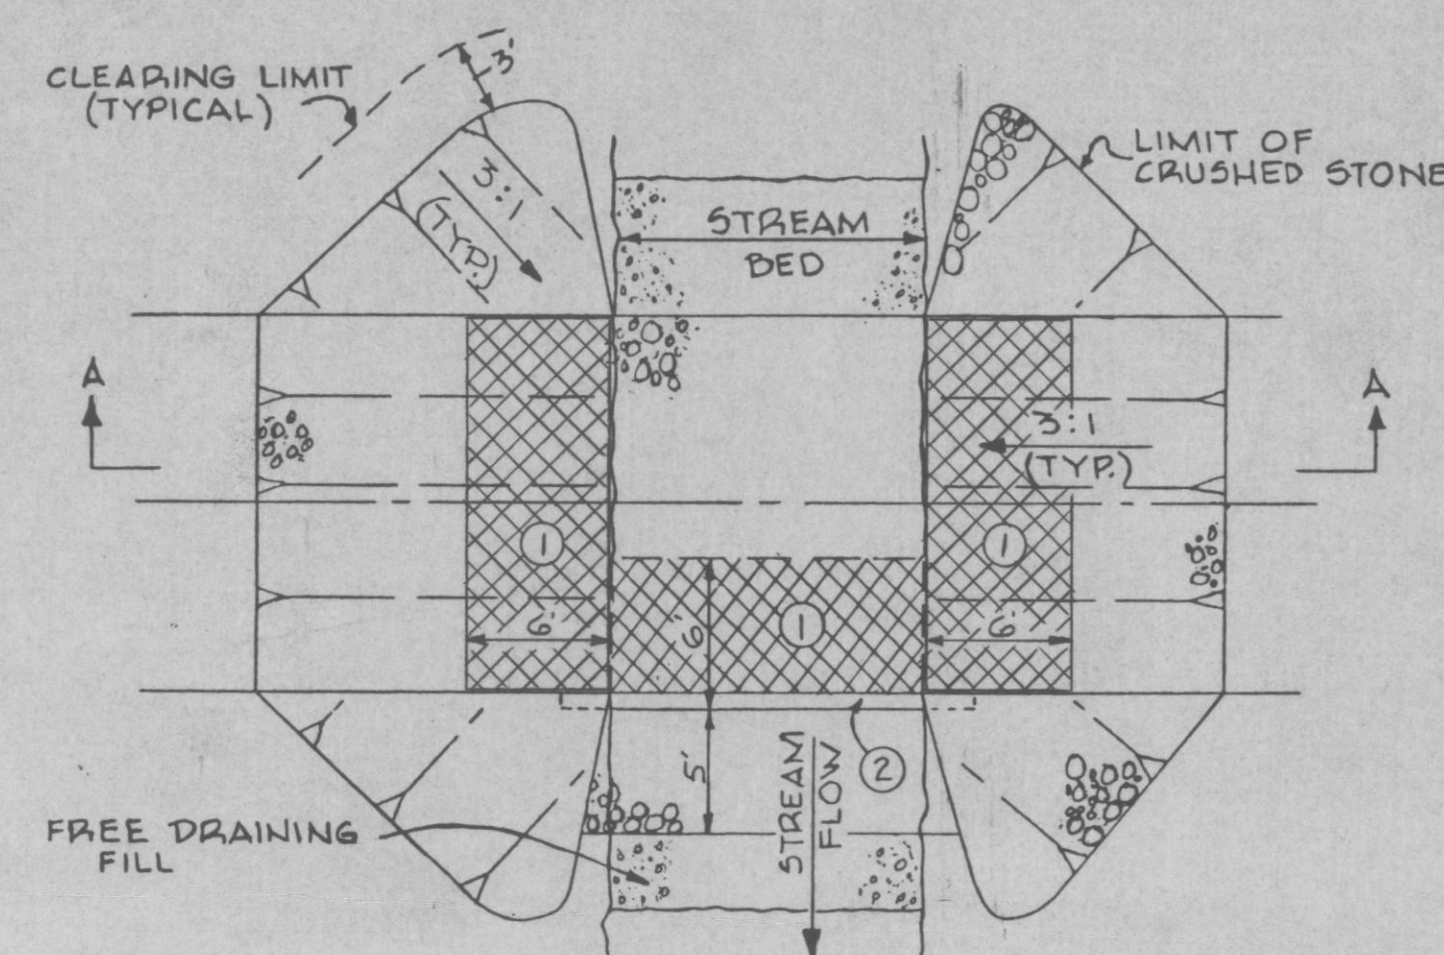 3'
CLEARING LIMIT
(TYPICAL)
3:1
(TYP.)
LIMIT OF
CRUSHED STONE
STREAM
BED
A
A
3:1
(TYP.)
1
1
6'
6'
1
6'
5'
STREAM
FLOW
2
FREE DRAINING
FILL